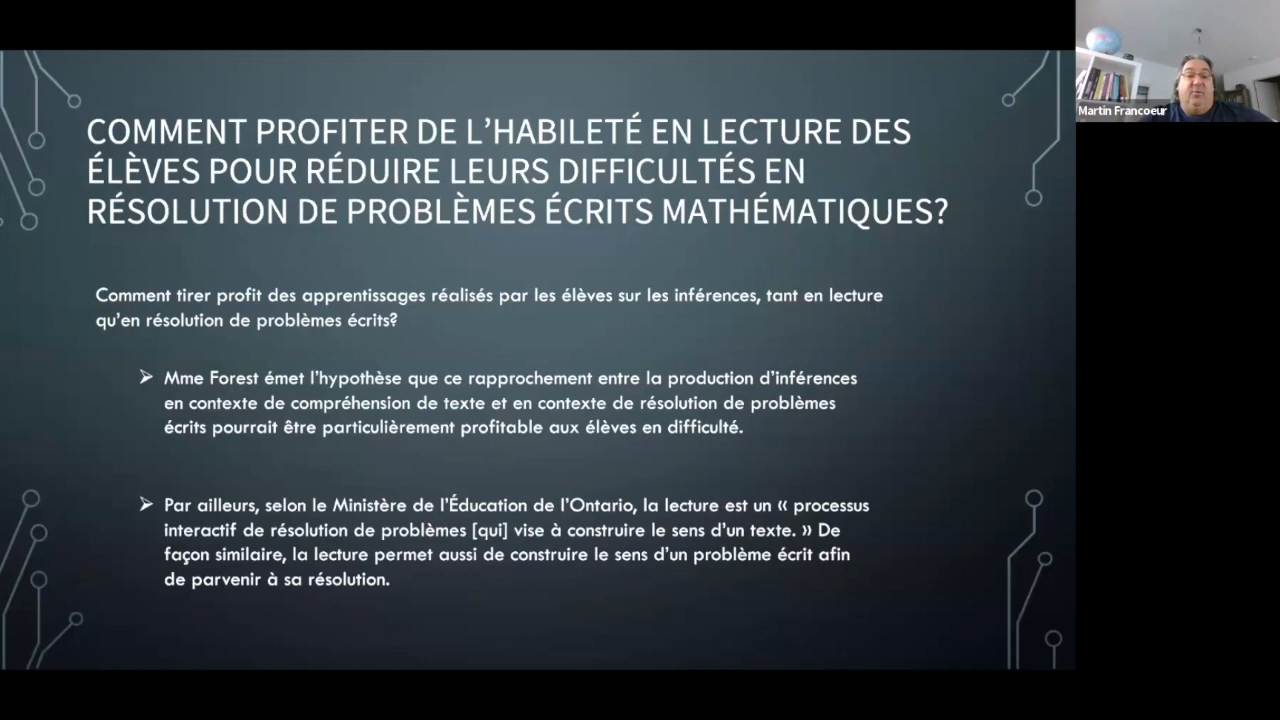 COMMENT PROFITER DE L’HABILETÉ EN LECTURE DES
ÉLÈVES POUR RÉDUIRE LEURS DIFFICULTÉS EN
RÉSOLUTION DE PROBLÈMES ÉCRITS MATHÉMATIQUES?
Comment tirer profit des apprentissages réalisés par les élèves sur les inférences, tant en lecture
qu’en résolution de problèmes écrits?
Mme Forest émet l’hypothèse que ce rapprochement entre la production d’inférences
en contexte de compréhension de texte et en contexte de résolution de problèmes
écrits pourrait être particulièrement profitable aux élèves en difficulté.
Par ailleurs, selon le Ministère de l’Éducation de l’Ontario, la lecture est un « processus
interactif de résolution de problèmes [qui] vise à construire le sens d’un texte. » De
façon similaire, la lecture permet aussi de construire le sens d’un problème écrit afin
de parvenir à sa résolution.
Martin Francoeur